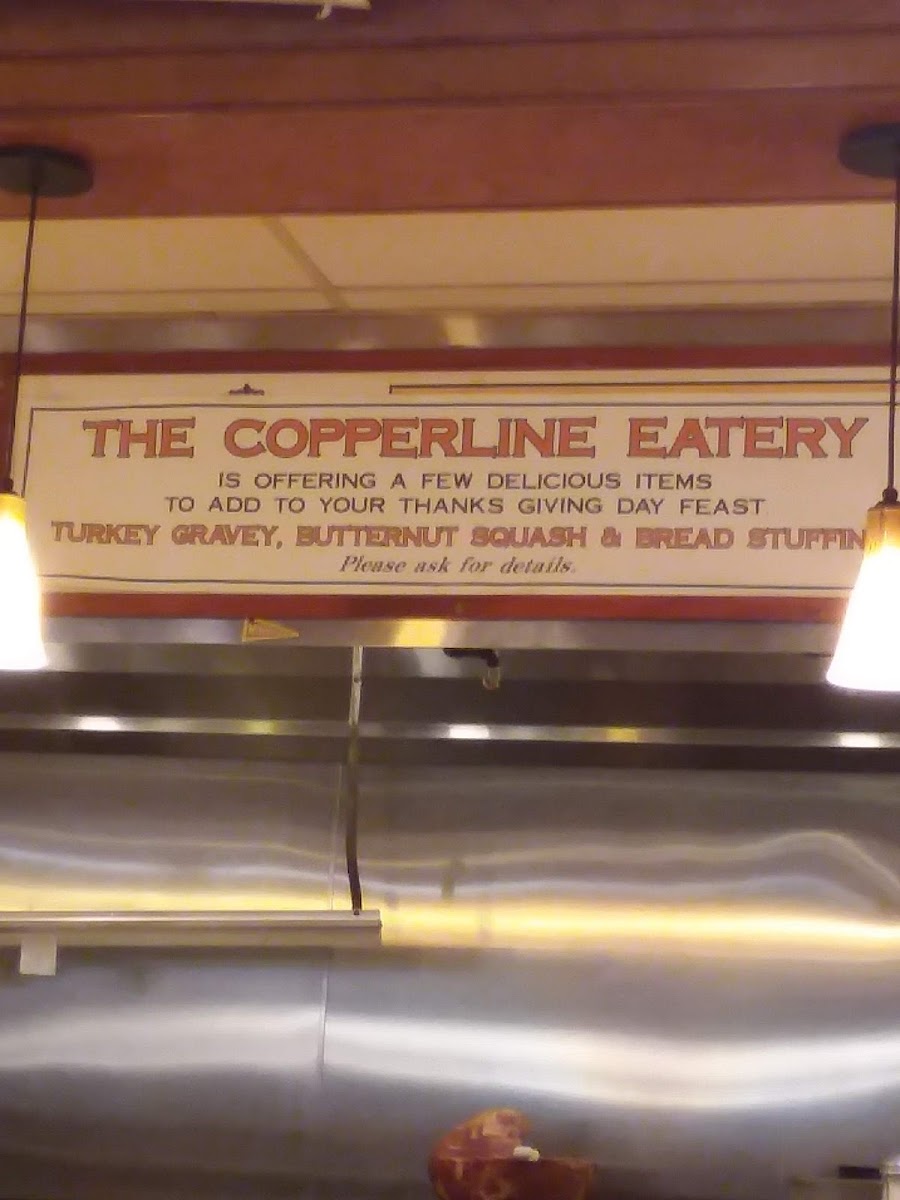 THE COPPERLINE EATERY
IS OFFERING A FEW DELICIOUS ITEMS
TO ADD TO YOUR THANKS GIVING DAY FEAST
TURKEY GRAVEY, BUTTERNUT SQUASH & BREAD STUFFIN
Please ask for details.